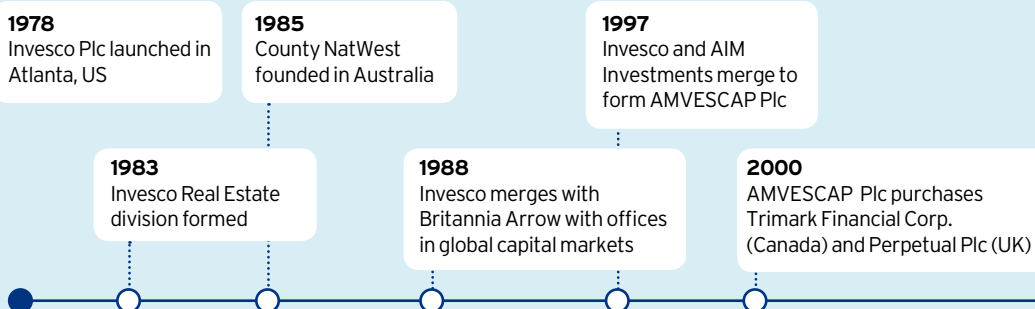 1978
Invesco Plc launched in
Atlanta, US
1983
Invesco Real Estate
division formed
1985
County NatWest
founded in Australia
1988
Invesco merges with
Britannia Arrow with offices
in global capital markets
1997
Invesco and AIM
Investments merge to
form AMVESCAP Plc
2000
AMVESCAP Plc purchases
Trimark Financial Corp.
(Canada) and Perpetual Plc (UK)